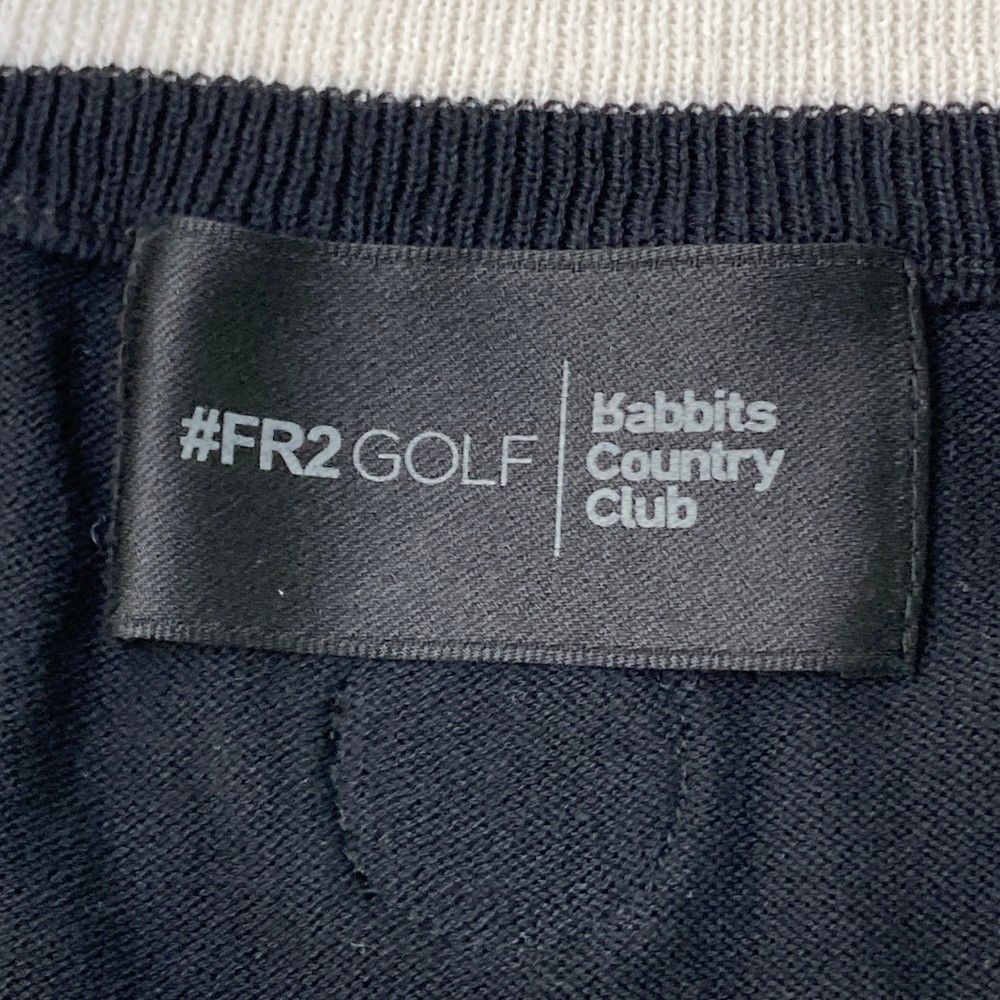 #FR2 GOLF
Rabbits
Country
Club